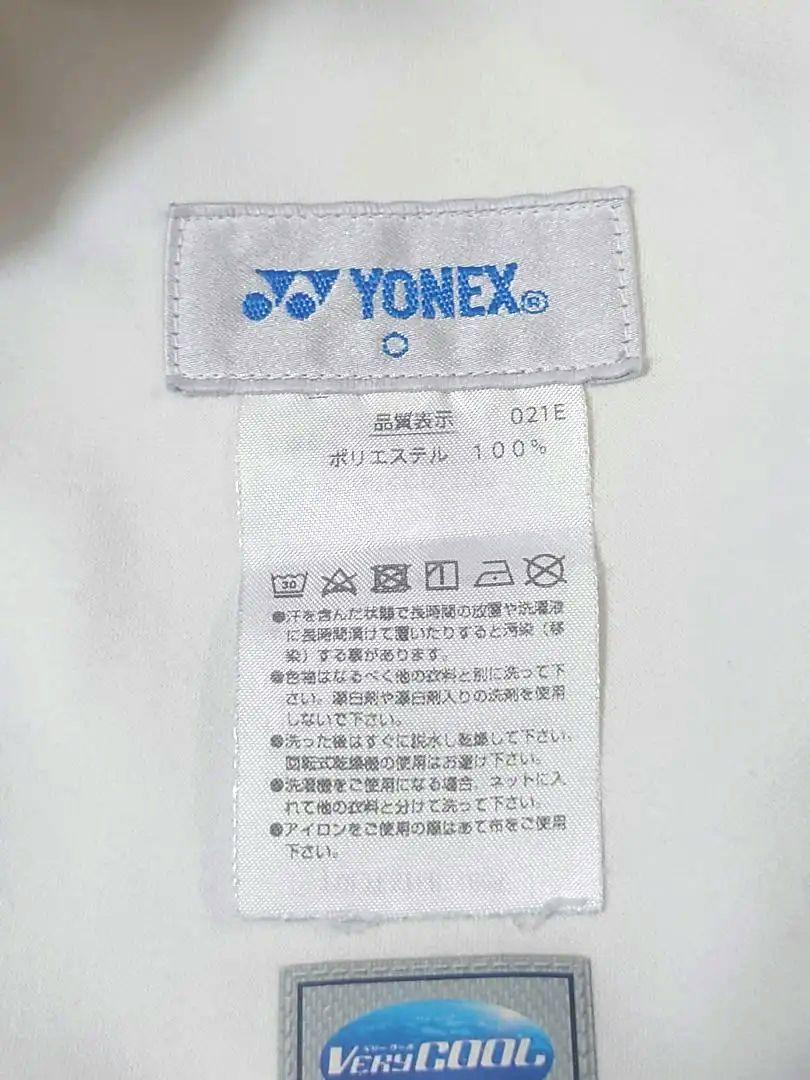 YONEX®
O
品質表示 021E
ポリエステル 100%
30
●汗を含んだ状態で長時間の放置や洗濯液
に長時間漬けて置いたりすると汚染（移
染）する事があります。
●色物はなるべく他の衣料と別に洗って下
さい。漂白剤や漂白剤入りの洗剤を使用
しないで下さい。
●洗った後はすぐに脱水し乾燥して下さい。
回転式乾燥機の使用はお避け下さい。
●洗濯機をご使用になる場合、ネットに入
れて他の衣料と分けて洗って下さい。
●アイロンをご使用の際はあて布をご使用
下さい。
ベリークール
VERYCOOL